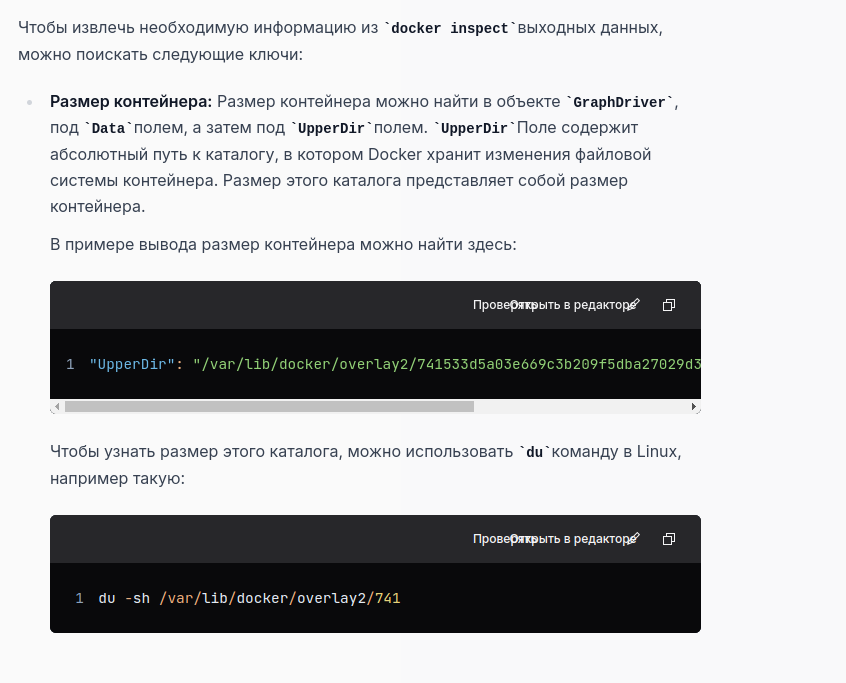 Чтобы извлечь необходимую информацию из `docker inspect`выходных данных,
можно поискать следующие ключи:
Размер контейнера: Размер контейнера можно найти в объекте `GraphDriver`,
под `Data`полем, а затем под `UpperDir`полем. `UpperDir`Поле содержит
абсолютный путь к каталогу, в котором Docker хранит изменения файловой
системы контейнера. Размер этого каталога представляет собой размер
контейнера.
В примере вывода размер контейнера можно найти здесь:
Открыть в редакторе
1 "UpperDir": "/var/lib/docker/overlay2/741533d5a03e669c3b209f5dba27029d3
Чтобы узнать размер этого каталога, можно использовать `du`команду в Linux,
например такую:
Открыть в редакторе
1 du -sh /var/lib/docker/overlay2/741